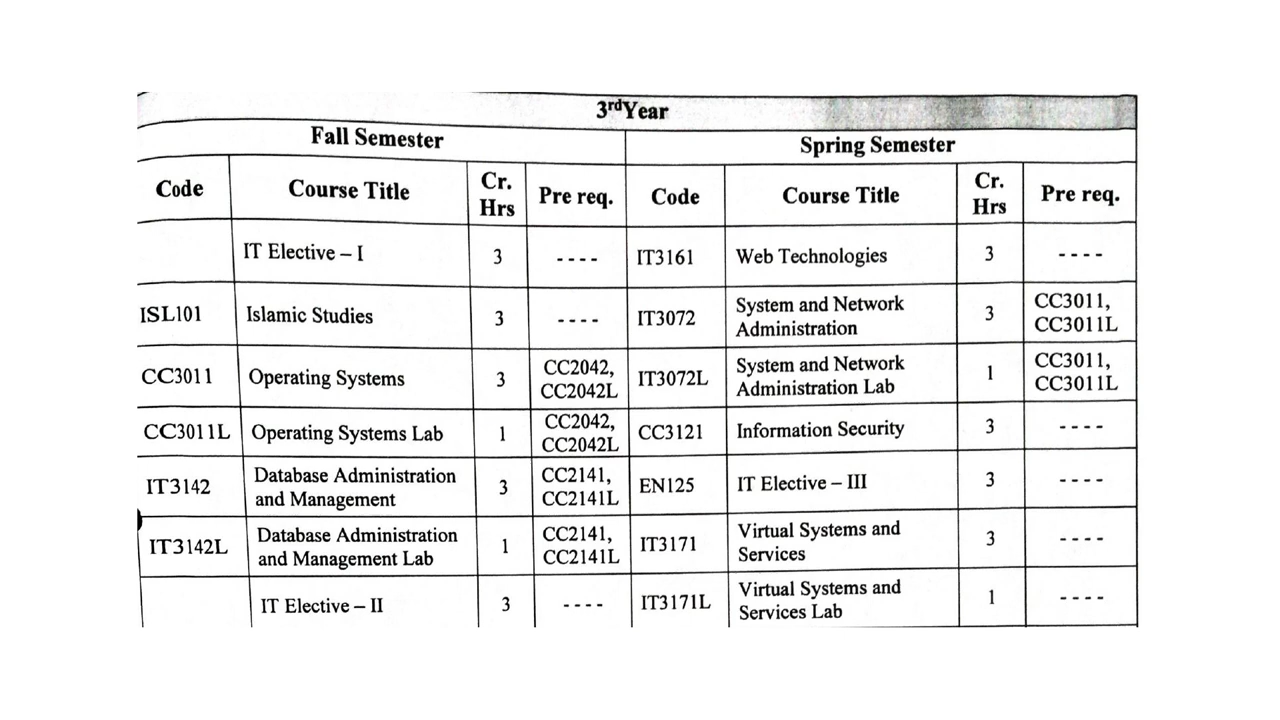 3rdYear
Fall Semester Spring Semester
Code Course Title Cr. Hrs Pre req. Code Course Title Cr. Hrs Pre req.
IT Elective – I 3 ---- IT3161 Web Technologies 3 ----
ISL101 Islamic Studies 3 ---- IT3072 System and Network Administration 3 CC3011, CC3011L
CC3011 Operating Systems 3 CC2042, CC2042L IT3072L System and Network Administration Lab 1 CC3011, CC3011L
CC3011L Operating Systems Lab 1 CC2042, CC2042L CC3121 Information Security 3 ----
IT3142 Database Administration and Management 3 CC2141, CC2141L EN125 IT Elective – III 3 ----
IT3142L Database Administration and Management Lab 1 CC2141, CC2141L IT3171 Virtual Systems and Services 3 ----
IT Elective – II 3 ---- IT3171L Virtual Systems and Services Lab 1 ----